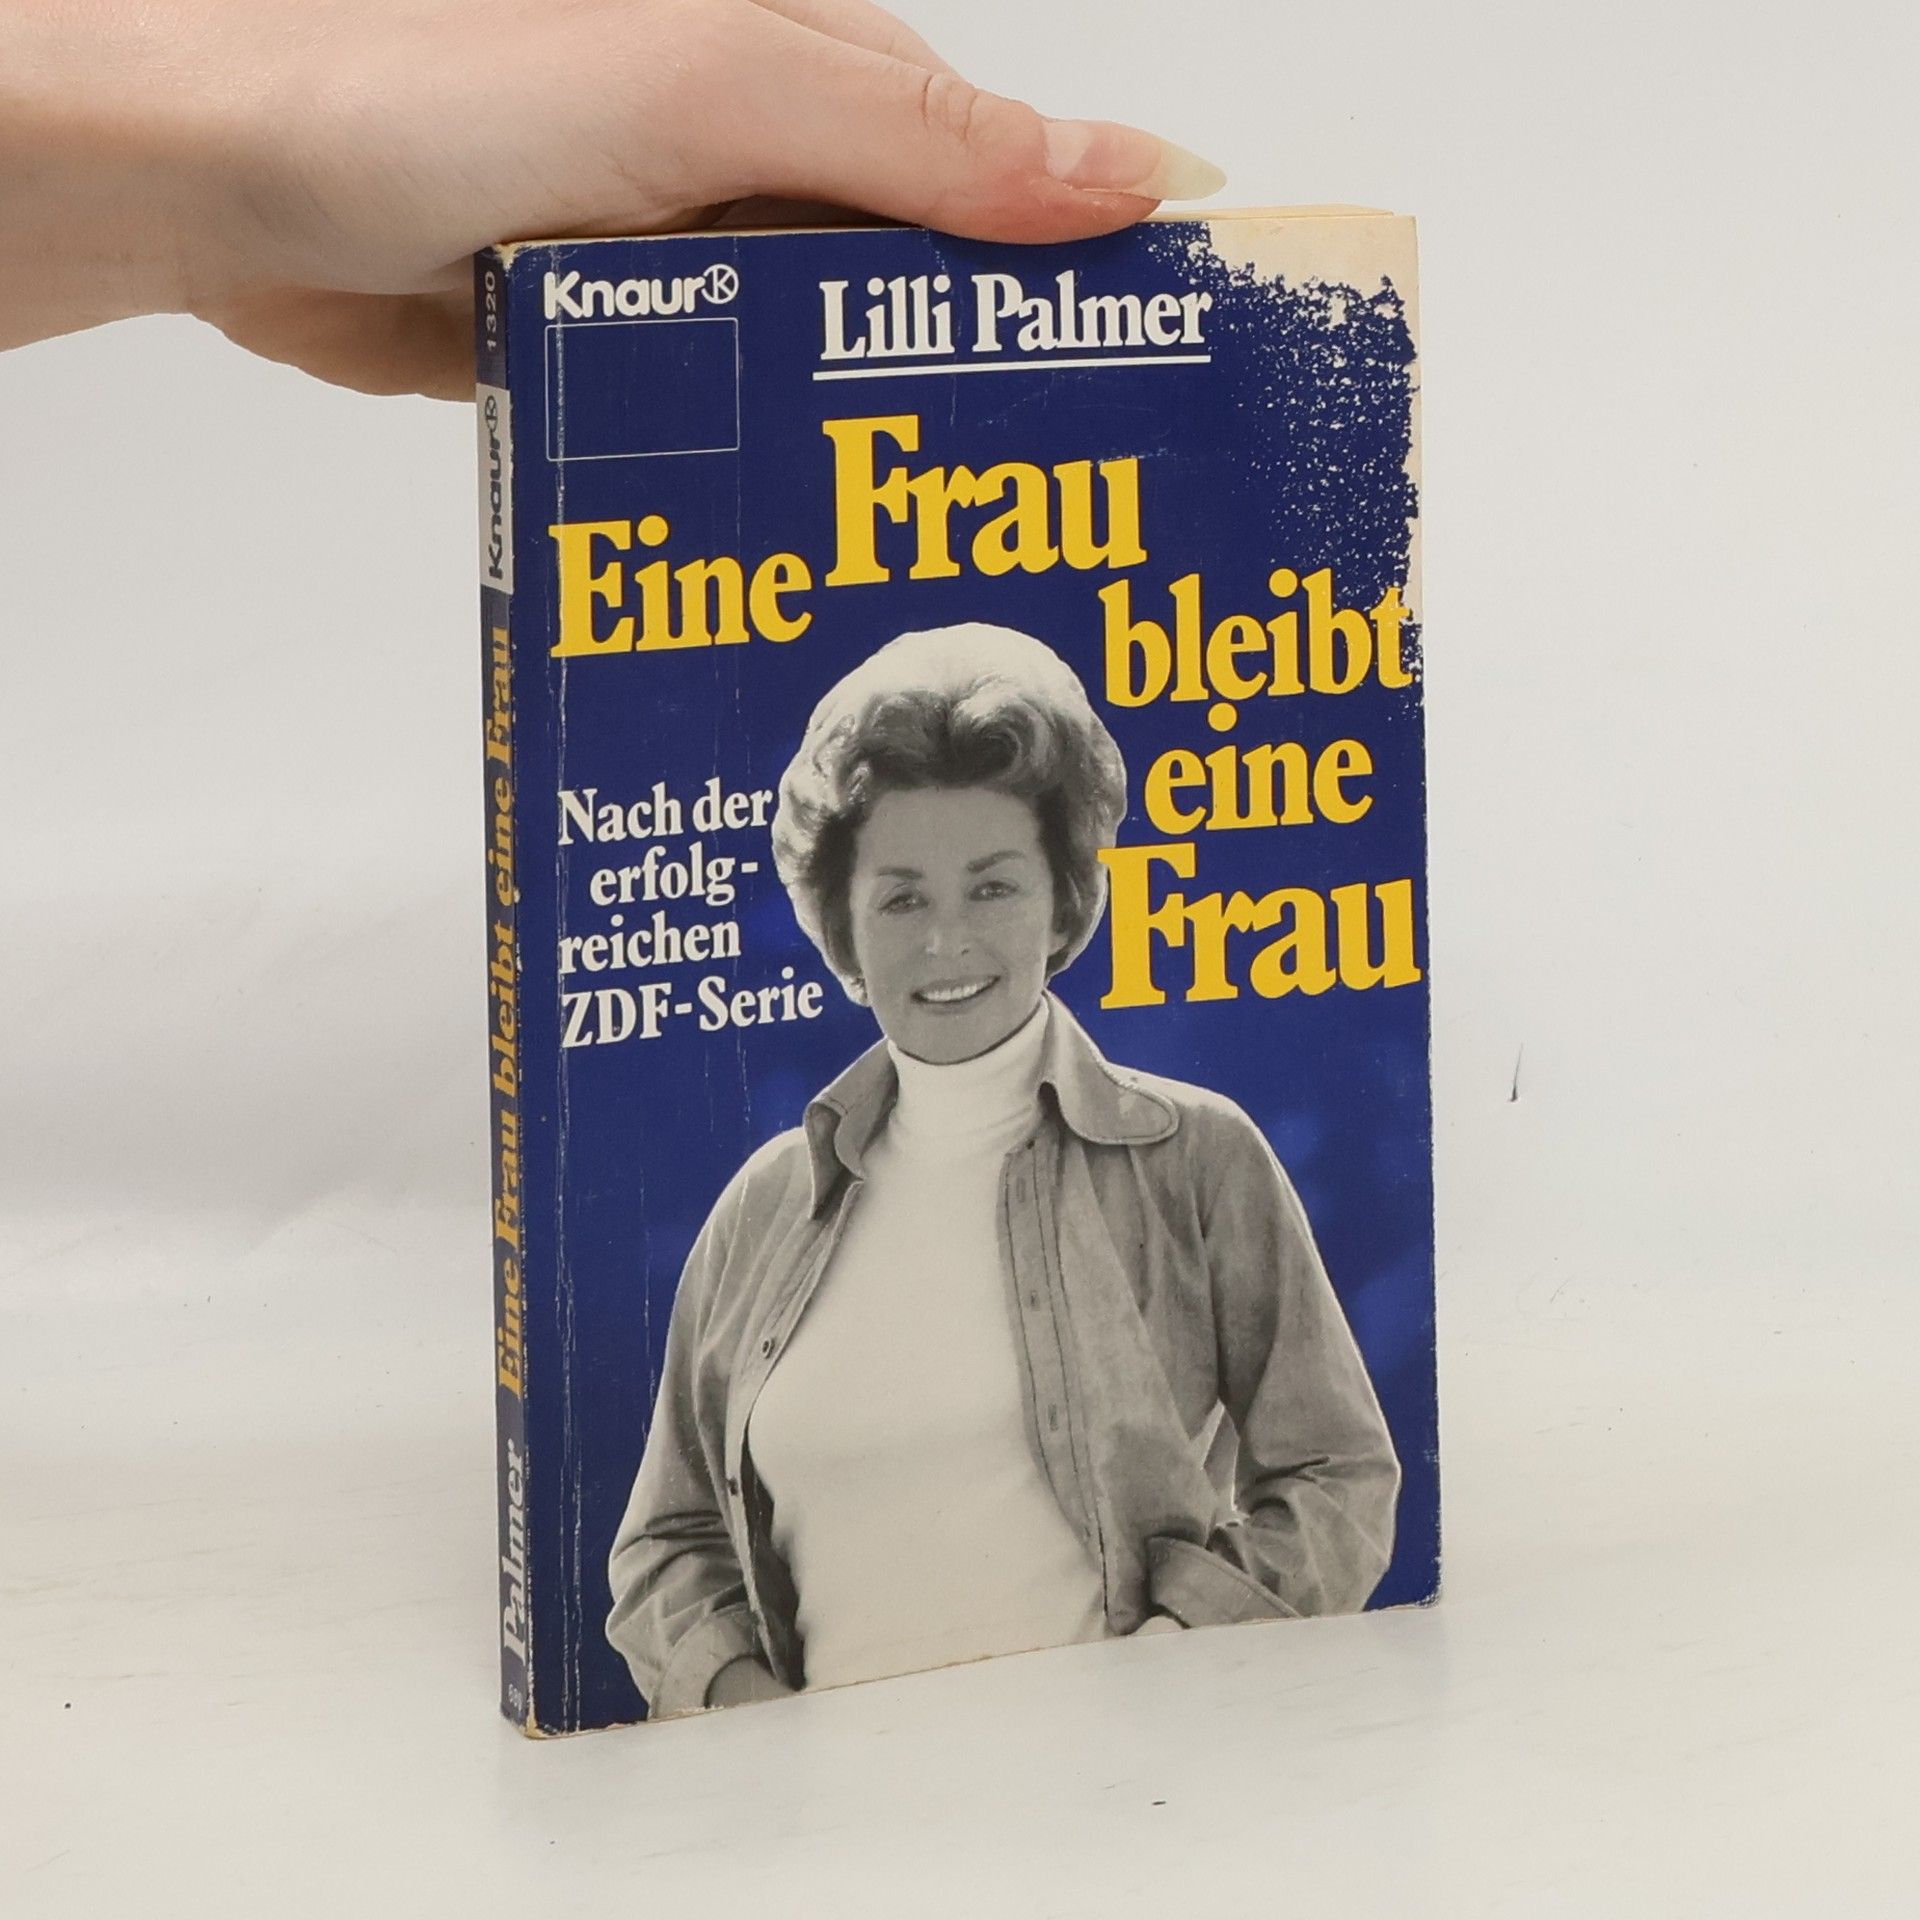 Knaur
Lilli Palmer
Eine Frau
bleibt
eine
Frau
Nach der
erfolg-
reichen
ZDF-Serie
1320
Knaur
Eine Frau bleibt eine Frau
Palmer